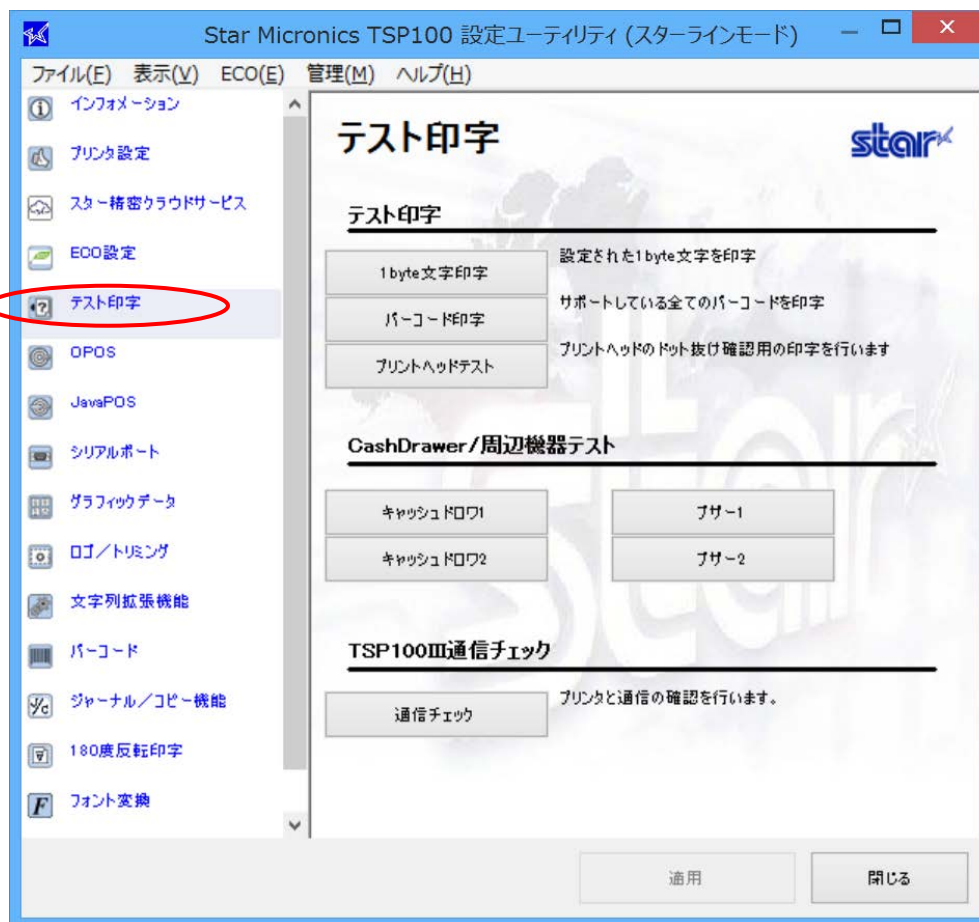 Star Micronics TSP100 設定ユーティリティ (スターラインモード)
ファイル(F) 表示(V) ECO(E) 管理(M) ヘルプ(H)
インフォメーション
プリンタ設定
スター精密クラウドサービス
ECO設定
テスト印字
OPOS
JavaPOS
シリアルポート
グラフィックデータ
ロゴ/トリミング
文字列拡張機能
バーコード
ジャーナル/コピー機能
180度反転印字
フォント変換
テスト印字
star
テスト印字
1byte文字印字
設定された1byte文字を印字
バーコード印字
サポートしている全てのバーコードを印字
プリントヘッドテスト
プリントヘッドのドット抜け確認用の印字を行います
CashDrawer/周辺機器テスト
キャッシュドロワ1
ブザー1
キャッシュドロワ2
ブザー2
TSP100III通信チェック
通信チェック
プリンタと通信の確認を行います。
適用
閉じる